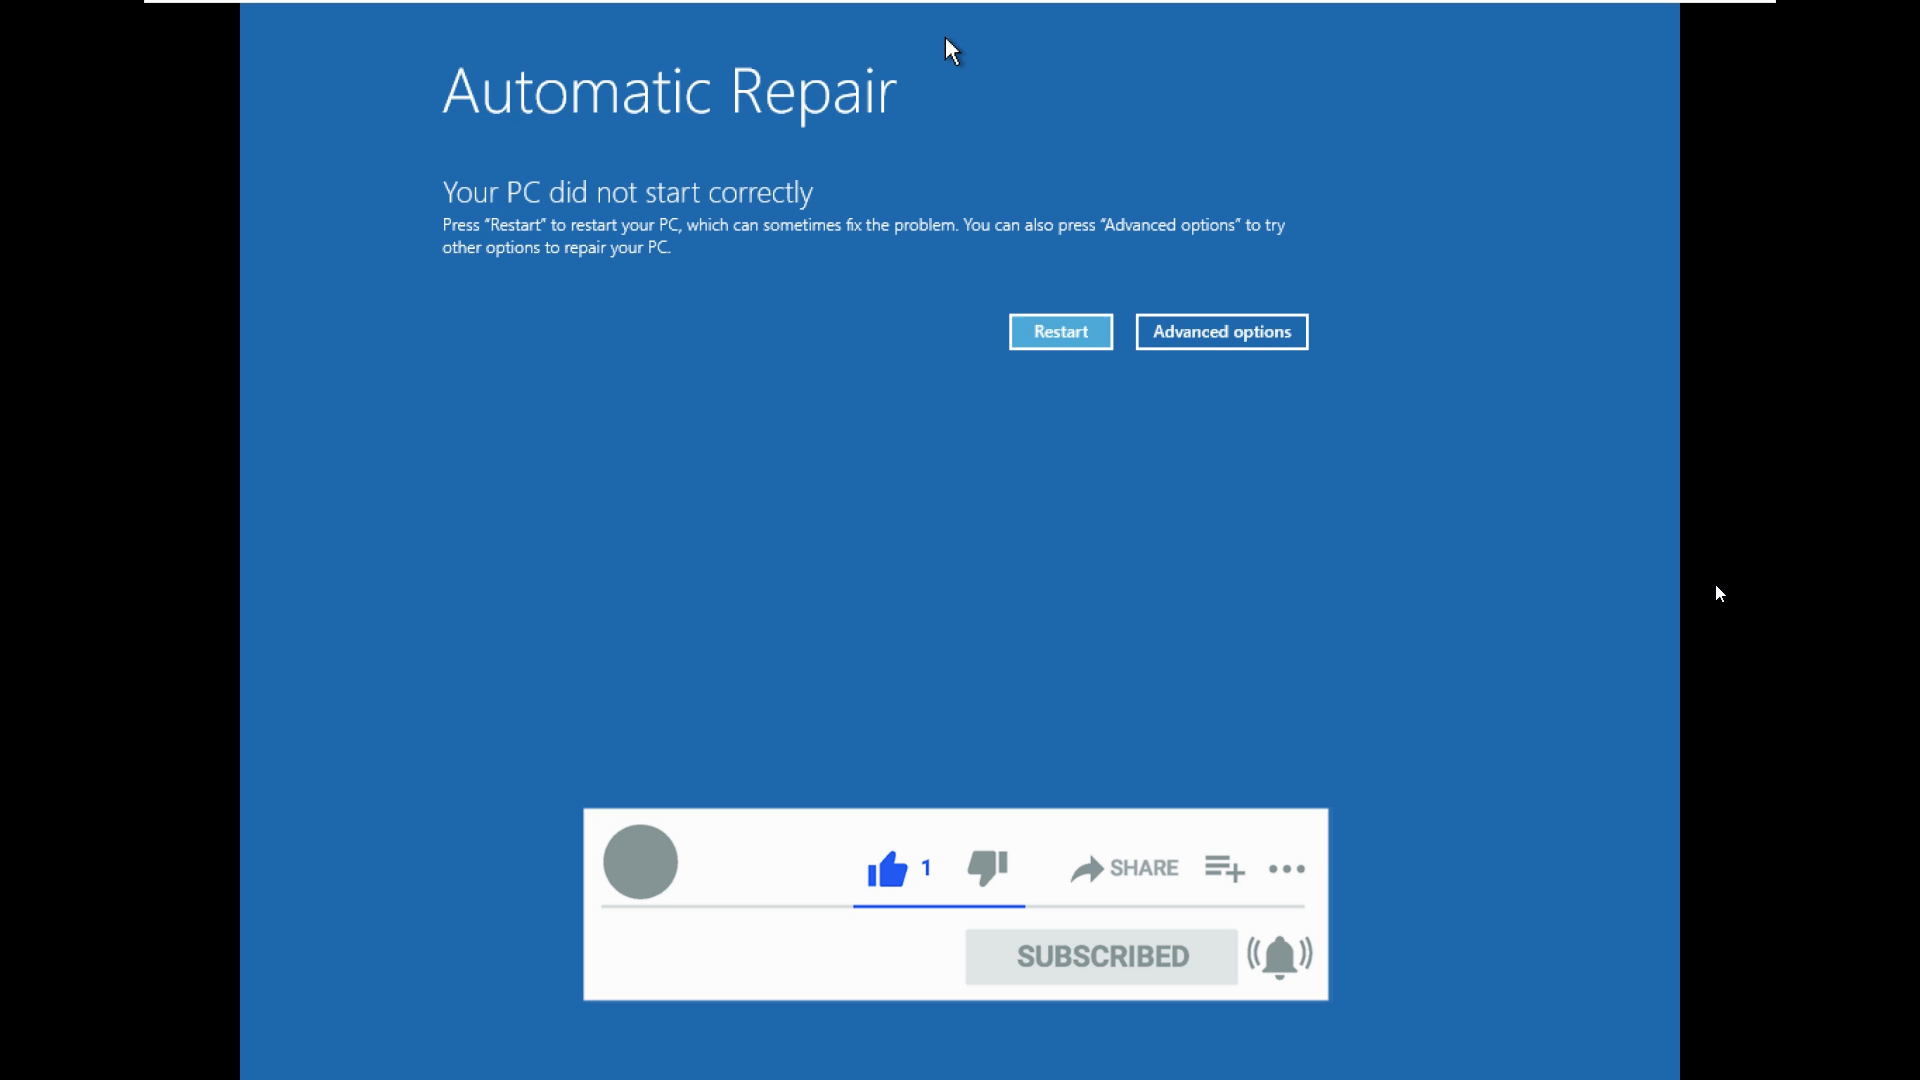 Automatic Repair
Your PC did not start correctly
Press “Restart” to restart your PC, which can sometimes fix the problem. You can also press “Advanced options” to try
other options to repair your PC.
Restart Advanced options
1 SHARE
SUBSCRIBED